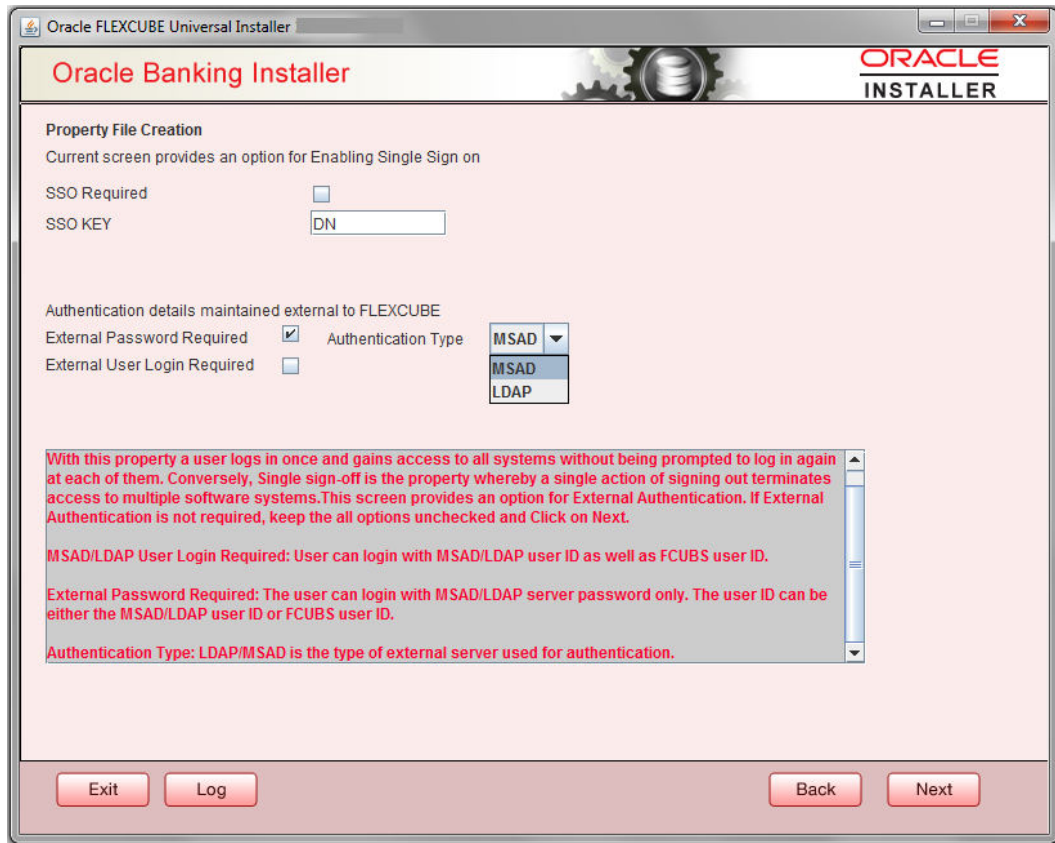 Oracle FLEXCUBE Universal Installer
Oracle Banking Installer
ORACLE
INSTALLER
Property File Creation
Current screen provides an option for Enabling Single Sign on
SSO Required
SSO KEY DN
Authentication details maintained external to FLEXCUBE
External Password Required Authentication Type MSAD
External User Login Required
MSAD
LDAP
With this property a user logs in once and gains access to all systems without being prompted to log in again
at each of them. Conversely, Single sign-off is the property whereby a single action of signing out terminates
access to multiple software systems.This screen provides an option for External Authentication. If External
Authentication is not required, keep the all options unchecked and Click on Next.
MSAD/LDAP User Login Required: User can login with MSAD/LDAP user ID as well as FCUBS user ID.
External Password Required: The user can login with MSAD/LDAP server password only. The user ID can be
either the MSAD/LDAP user ID or FCUBS user ID.
Authentication Type: LDAP/MSAD is the type of external server used for authentication.
Exit Log Back Next